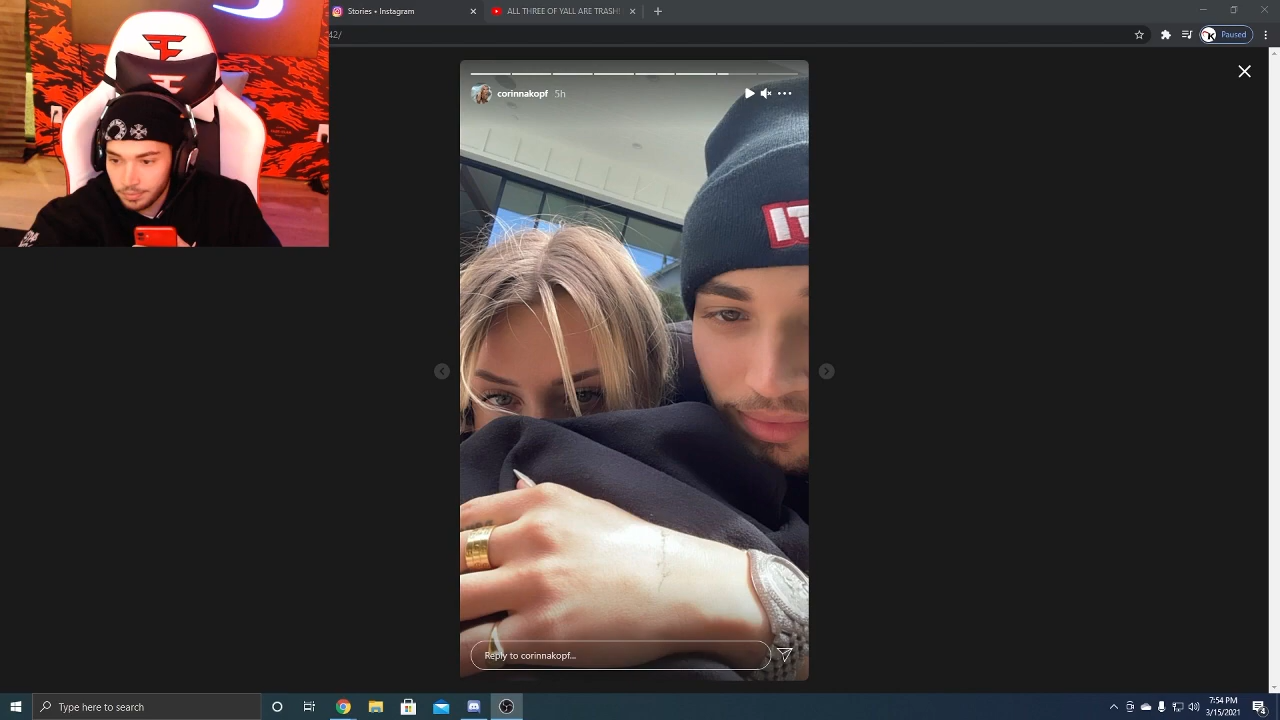 Stories • Instagram
ALL THREE OF YALL ARE TRASH!
42/
Paused
corinnakopf 5h
IT
Reply to corinnakopf...
Type here to search
7:54 PM
3/15/2021